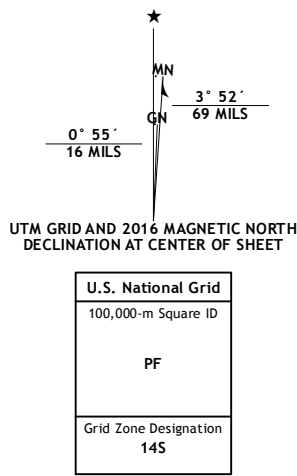 ★
MN
3° 52´
69 MILS
GN
0° 55´
16 MILS
UTM GRID AND 2016 MAGNETIC NORTH
DECLINATION AT CENTER OF SHEET
U.S. National Grid
100,000-m Square ID
PF
Grid Zone Designation
14S